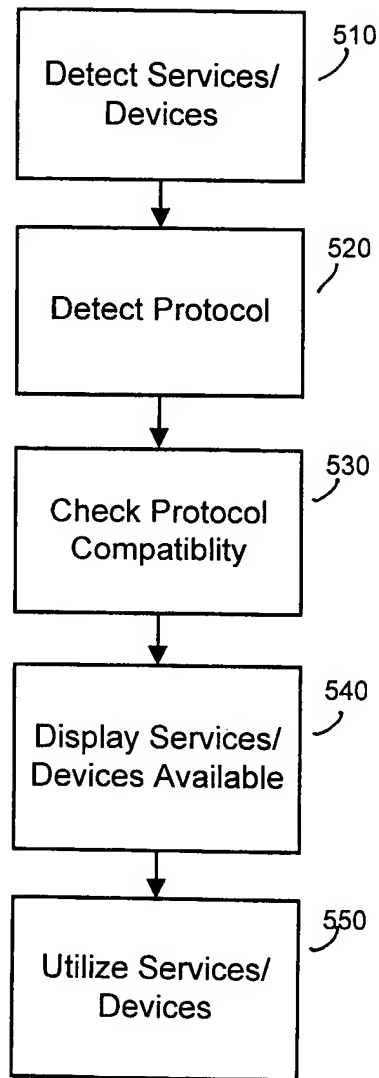 Detect Services/
Devices
510
Detect Protocol
520
Check Protocol
Compatiblity
530
Display Services/
Devices Available
540
Utilize Services/
Devices
550